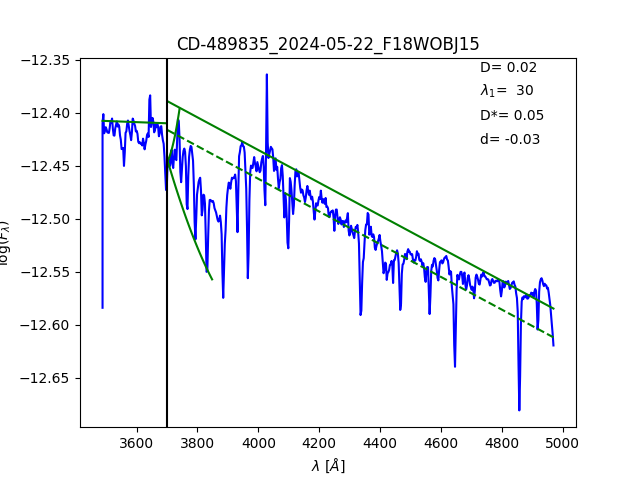 CD-489835_2024-05-22_F18WOBJ15
D= 0.02
λ₁= 30
D*= 0.05
d= -0.03
−12.35
−12.40
−12.45
−12.50
−12.55
−12.60
−12.65
log(F_λ)
3600 3800 4000 4200 4400 4600 4800 5000
λ [Å]